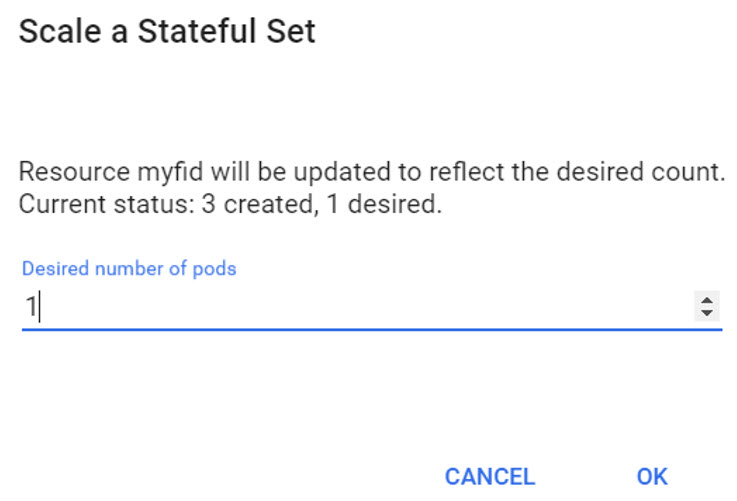 Scale a Stateful Set
Resource myfid will be updated to reflect the desired count.
Current status: 3 created, 1 desired.
Desired number of pods
1
CANCEL OK